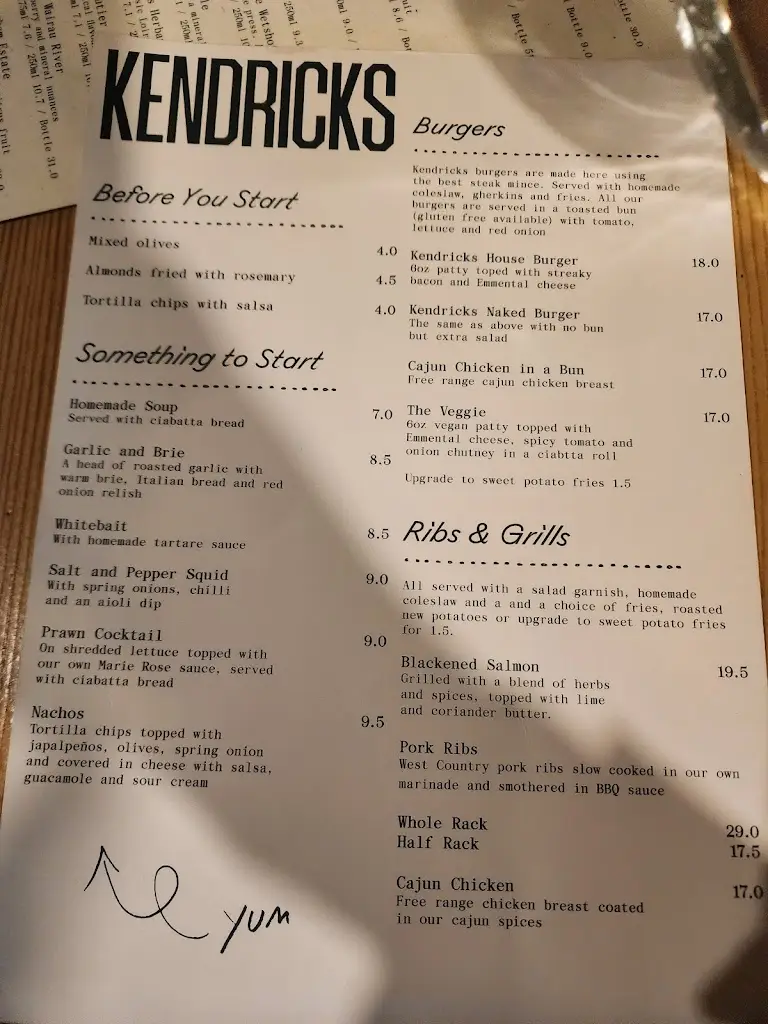 Wairau River
75ml 7.6 / 250ml 10.7 / Bottle 31.0
KENDRICKS
Before You Start
Mixed olives 4.0
Almonds fried with rosemary 4.5
Tortilla chips with salsa 4.0
Something to Start
Homemade Soup 7.0
Served with ciabatta bread
Garlic and Brie 8.5
A head of roasted garlic with
warm brie, Italian bread and red
onion relish
Whitebait 8.5
With homemade tartare sauce
Salt and Pepper Squid 9.0
With spring onions, chilli
and an aioli dip
Prawn Cocktail 9.0
On shredded lettuce topped with
our own Marie Rose sauce, served
with ciabatta bread
Nachos 9.5
Tortilla chips topped with
japalpeños, olives, spring onion
and covered in cheese with salsa,
guacamole and sour cream
YUM
Burgers
Kendricks burgers are made here using
the best steak mince. Served with homemade
coleslaw, gherkins and fries. All our
burgers are served in a toasted bun
(gluten free available) with tomato,
lettuce and red onion
Kendricks House Burger 18.0
6oz patty toped with streaky
bacon and Emmental cheese
Kendricks Naked Burger 17.0
The same as above with no bun
but extra salad
Cajun Chicken in a Bun 17.0
Free range cajun chicken breast
The Veggie 17.0
6oz vegan patty topped with
Emmental cheese, spicy tomato and
onion chutney in a ciabtta roll
Upgrade to sweet potato fries 1.5
Ribs & Grills
All served with a salad garnish, homemade
coleslaw and a and a choice of fries, roasted
new potatoes or upgrade to sweet potato fries
for 1.5.
Blackened Salmon 19.5
Grilled with a blend of herbs
and spices, topped with lime
and coriander butter.
Pork Ribs
West Country pork ribs slow cooked in our own
marinade and smothered in BBQ sauce
Whole Rack 29.0
Half Rack 17.5
Cajun Chicken 17.0
Free range chicken breast coated
in our cajun spices